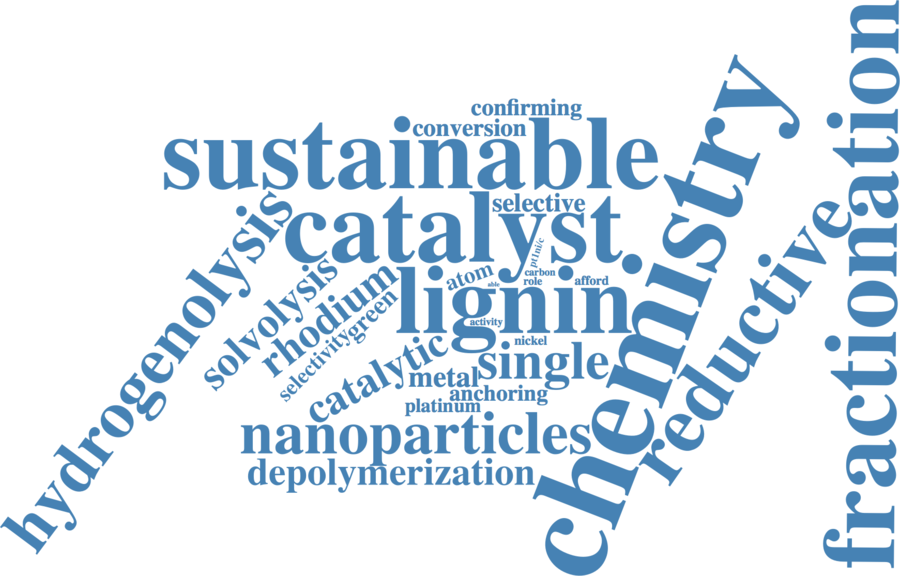 confirming
conversion
sustainable
selective
catalyst
chemistry
fractionation
reductive
hydrogenolysis
solvolysis
rhodium
selectivity
green
atom
able
pt1ni/c
carbon
role
afford
lignin
activity
nickel
catalytic
single
metal
anchoring
platinum
nanoparticles
depolymerization